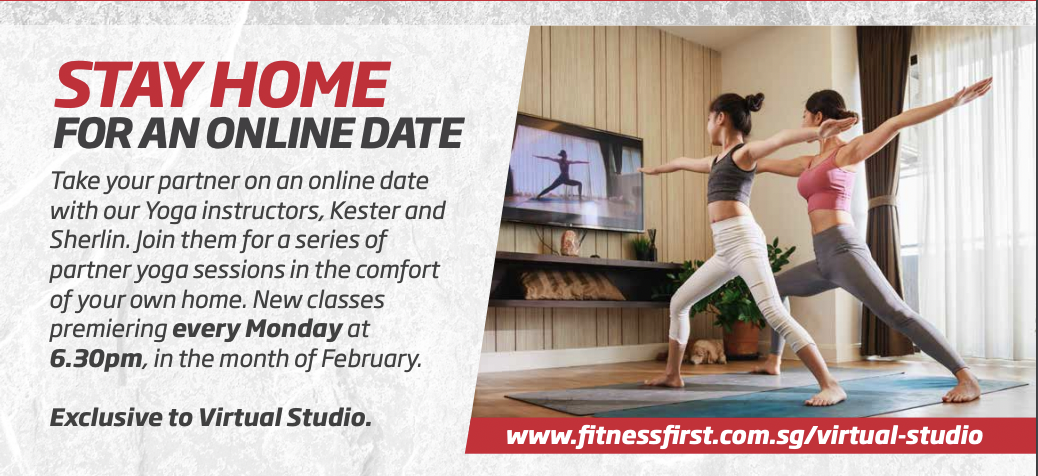 STAY HOME
FOR AN ONLINE DATE
Take your partner on an online date
with our Yoga instructors, Kester and
Sherlin. Join them for a series of
partner yoga sessions in the comfort
of your own home. New classes
premiering every Monday at
6.30pm, in the month of February.
Exclusive to Virtual Studio.
www.fitnessfirst.com.sg/virtual-studio